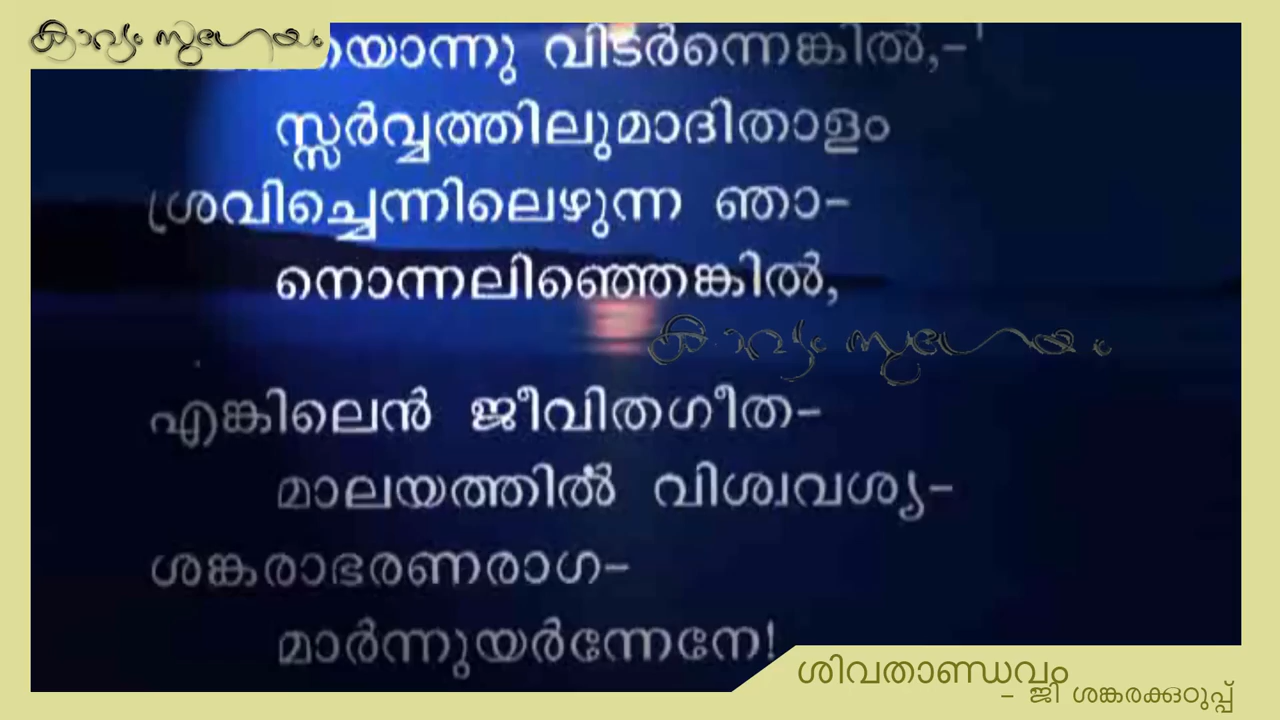 കാവ്യം സുഗേയം
യൊന്നു വിടർന്നെങ്കിൽ,–'
സ്സർവ്വത്തിലുമാദിതാളം
ശ്രവിച്ചെന്നിലെഴുന്ന ഞാ–
നൊന്നലിഞ്ഞെങ്കിൽ,
കാവ്യം സുഗേയം
എങ്കിലെൻ ജീവിതഗീത–
മാലയത്തിൽ വിശ്വവശ്യ–
ശങ്കരാഭരണരാഗ–
മാർന്നുയർന്നേനേ!
ശിവതാണ്ഡവം
– ജി ശങ്കരക്കുറുപ്പ്